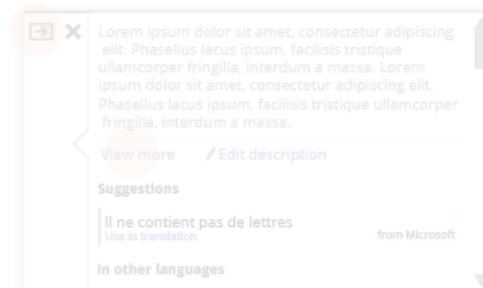 Lorem ipsum dolor sit amet, consectetur adipiscing
elit. Phasellus lacus ipsum, facilisis tristique
ullamcorper fringilla, interdum a massa. Lorem
ipsum dolor sit amet, consectetur adipiscing elit.
Phasellus lacus ipsum, facilisis tristique ullamcorper
fringilla, interdum a massa.
View more Edit description
Suggestions
Il ne contient pas de lettres
Use in translation from Microsoft
In other languages